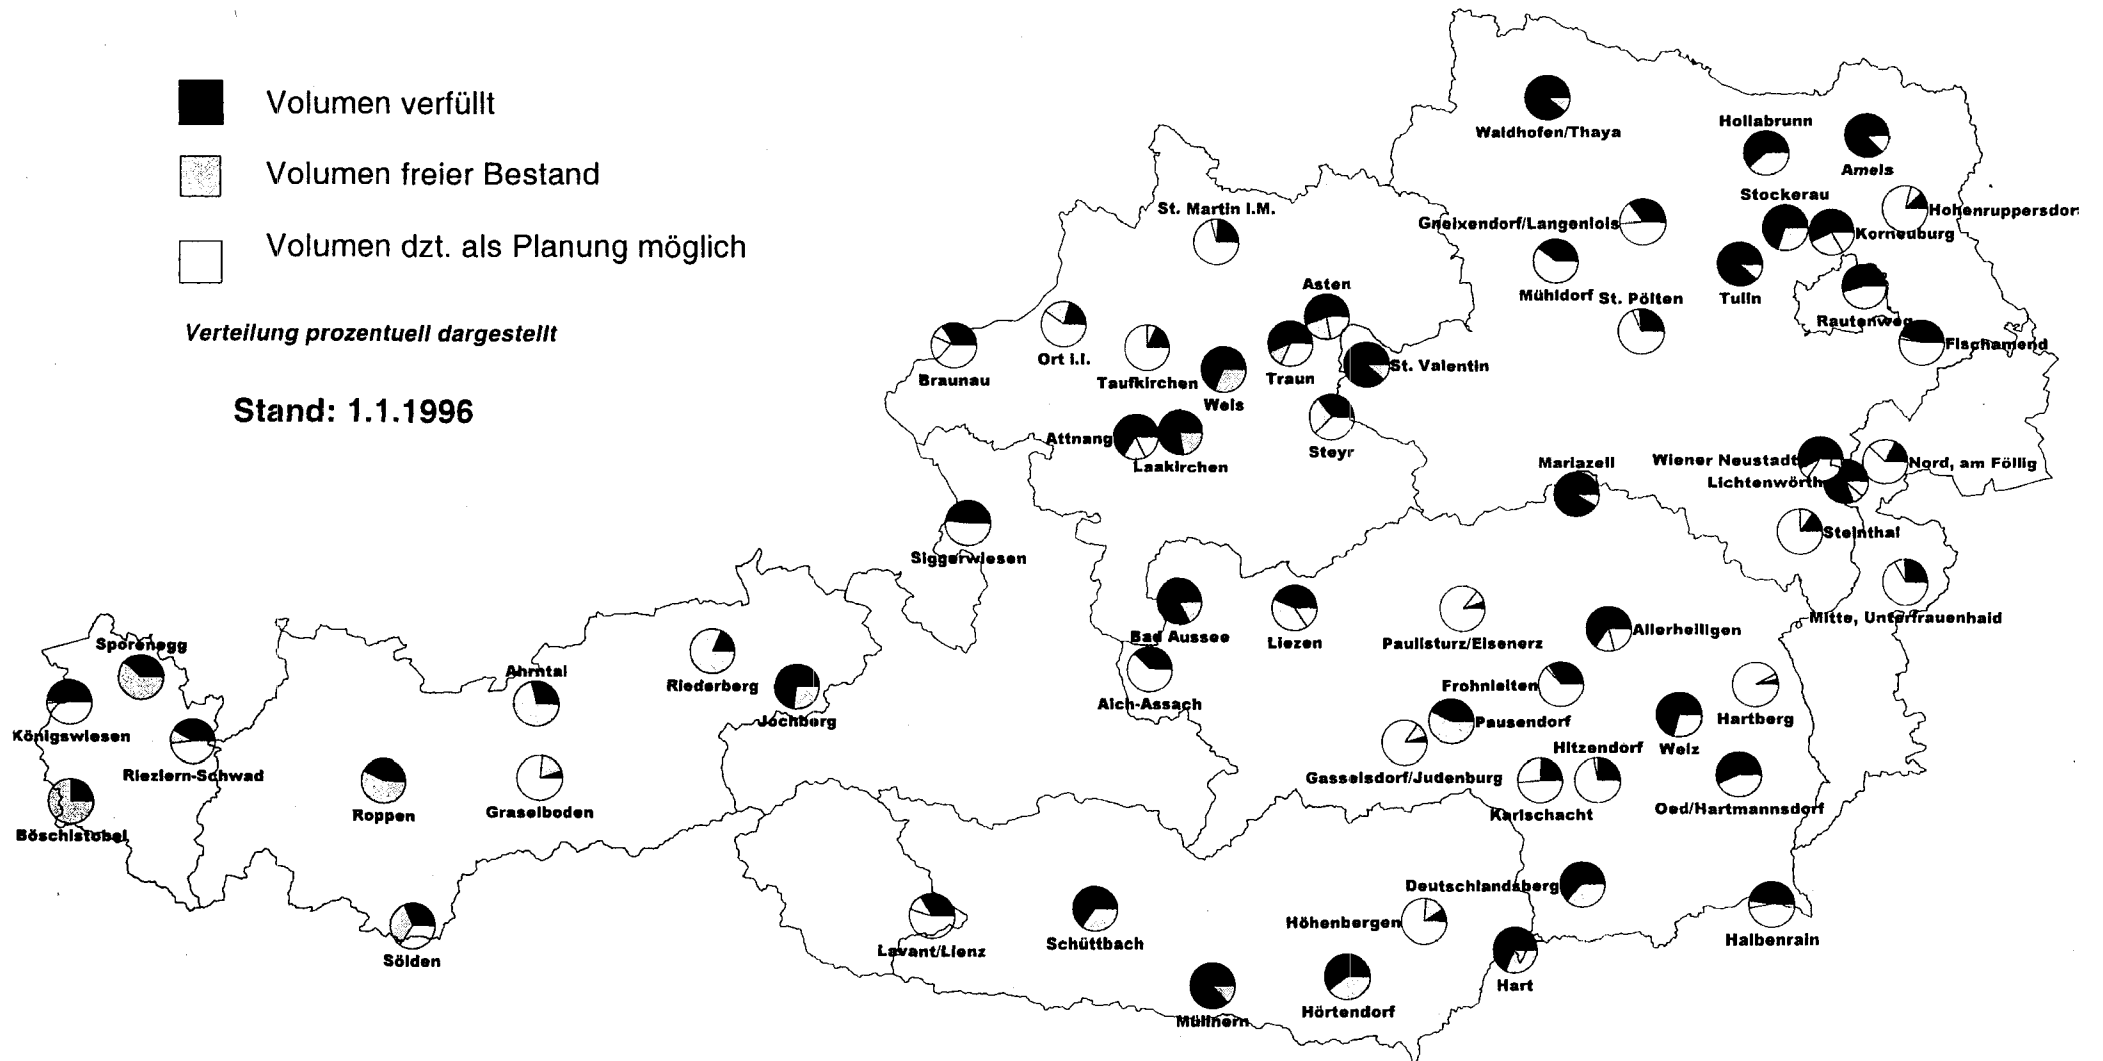 Volumen verfüllt
Volumen freier Bestand
Volumen dzt. als Planung möglich
Verteilung prozentuell dargestellt
Stand: 1.1.1996
Waldhofen/Thaya
Hollabrunn
Ameis
Stockerau
St. Martin i.M.
Gneixendorf/Langenlois
Hohenruppersdorf
Korneuburg
Asten
Mühldorf
St. Pölten
Tulln
Rautenweg
Fischamend
Ort i.I.
Braunau
Taufkirchen
Traun
St. Valentin
Wels
Attnang
Laakirchen
Steyr
Mariazell
Wiener Neustadt
Nord, am Föllig
Lichtenwörth
Steinthal
Siggerwiesen
Mitte, Unterfrauenhaid
Bad Aussee
Liezen
Paulisturz/Eisenerz
Allerheiligen
Sporenegg
Ahrntal
Riederberg
Aich-Assach
Frohnleiten
Jochberg
Pausendorf
Hartberg
Königswiesen
Hitzendorf
Weiz
Riezlern-Schwad
Gasselsdorf/Judenburg
Roppen
Graselboden
Karlschacht
Oed/Hartmannsdorf
Böschistobel
Deutschlandsberg
Höhenbergen
Sölden
Lavant/Lienz
Schüttbach
Halbenrain
Hart
Müllnern
Hörtendorf